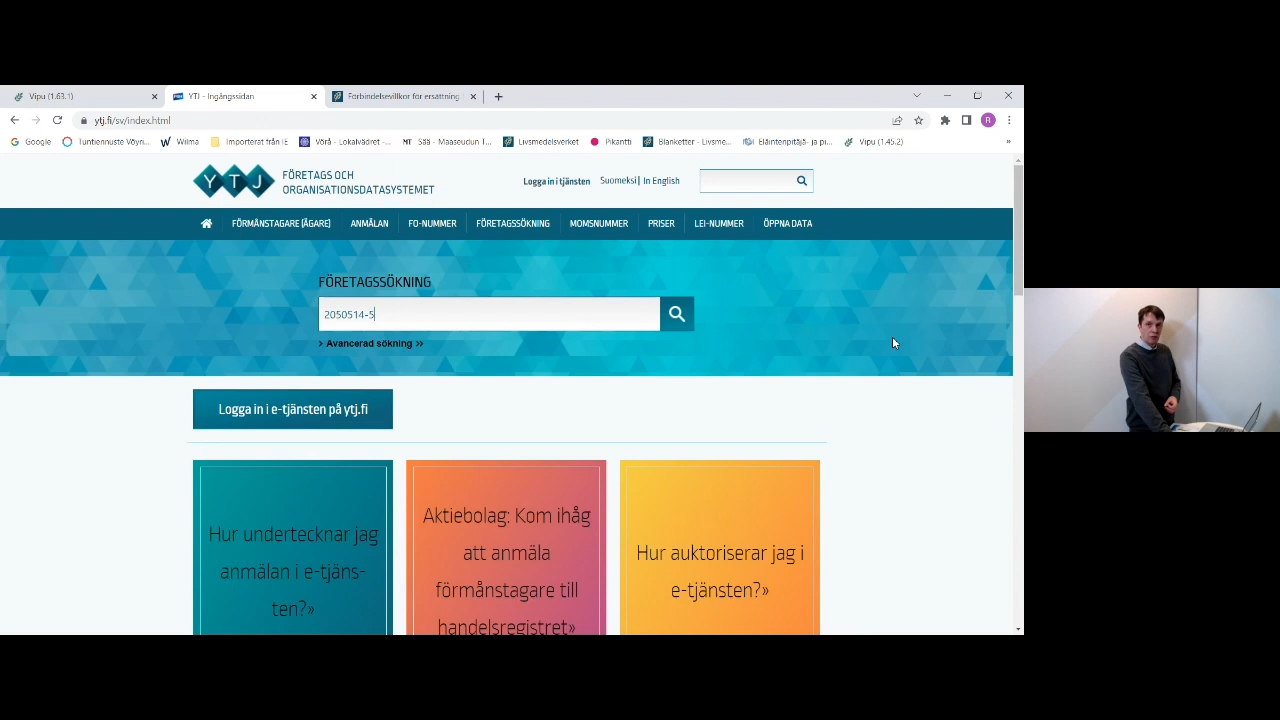 Vipu (1.63.1)
YTJ - Ingångssidan
Förbindelsevillkor för ersättning
ytj.fi/sv/index.html
Google
Tuntiennuste Vöyri,...
Wilma
Importerat från IE
Vörå - Lokalvädret -...
MT
Sää - Maaseudun T...
Livsmedelsverket
Pikantti
Blanketter - Livsme...
Eläintenpitäjä- ja pi...
Vipu (1.45.2)
»
R
YTJ
FÖRETAGS OCH
ORGANISATIONSDATASYSTEMET
Logga in i tjänsten
Suomeksi | In English
FÖRMÅNSTAGARE (ÄGARE)
ANMÄLAN
FO-NUMMER
FÖRETAGSSÖKNING
MOMSNUMMER
PRISER
LEI-NUMMER
ÖPPNA DATA
FÖRETAGSSÖKNING
2050514-5
› Avancerad sökning »
Logga in i e-tjänsten på ytj.fi
Hur undertecknar jag
anmälan i e-tjäns-
ten?»
Aktiebolag: Kom ihåg
att anmäla
förmånstagare till
handelsregistret»
Hur auktoriserar jag i
e-tjänsten?»